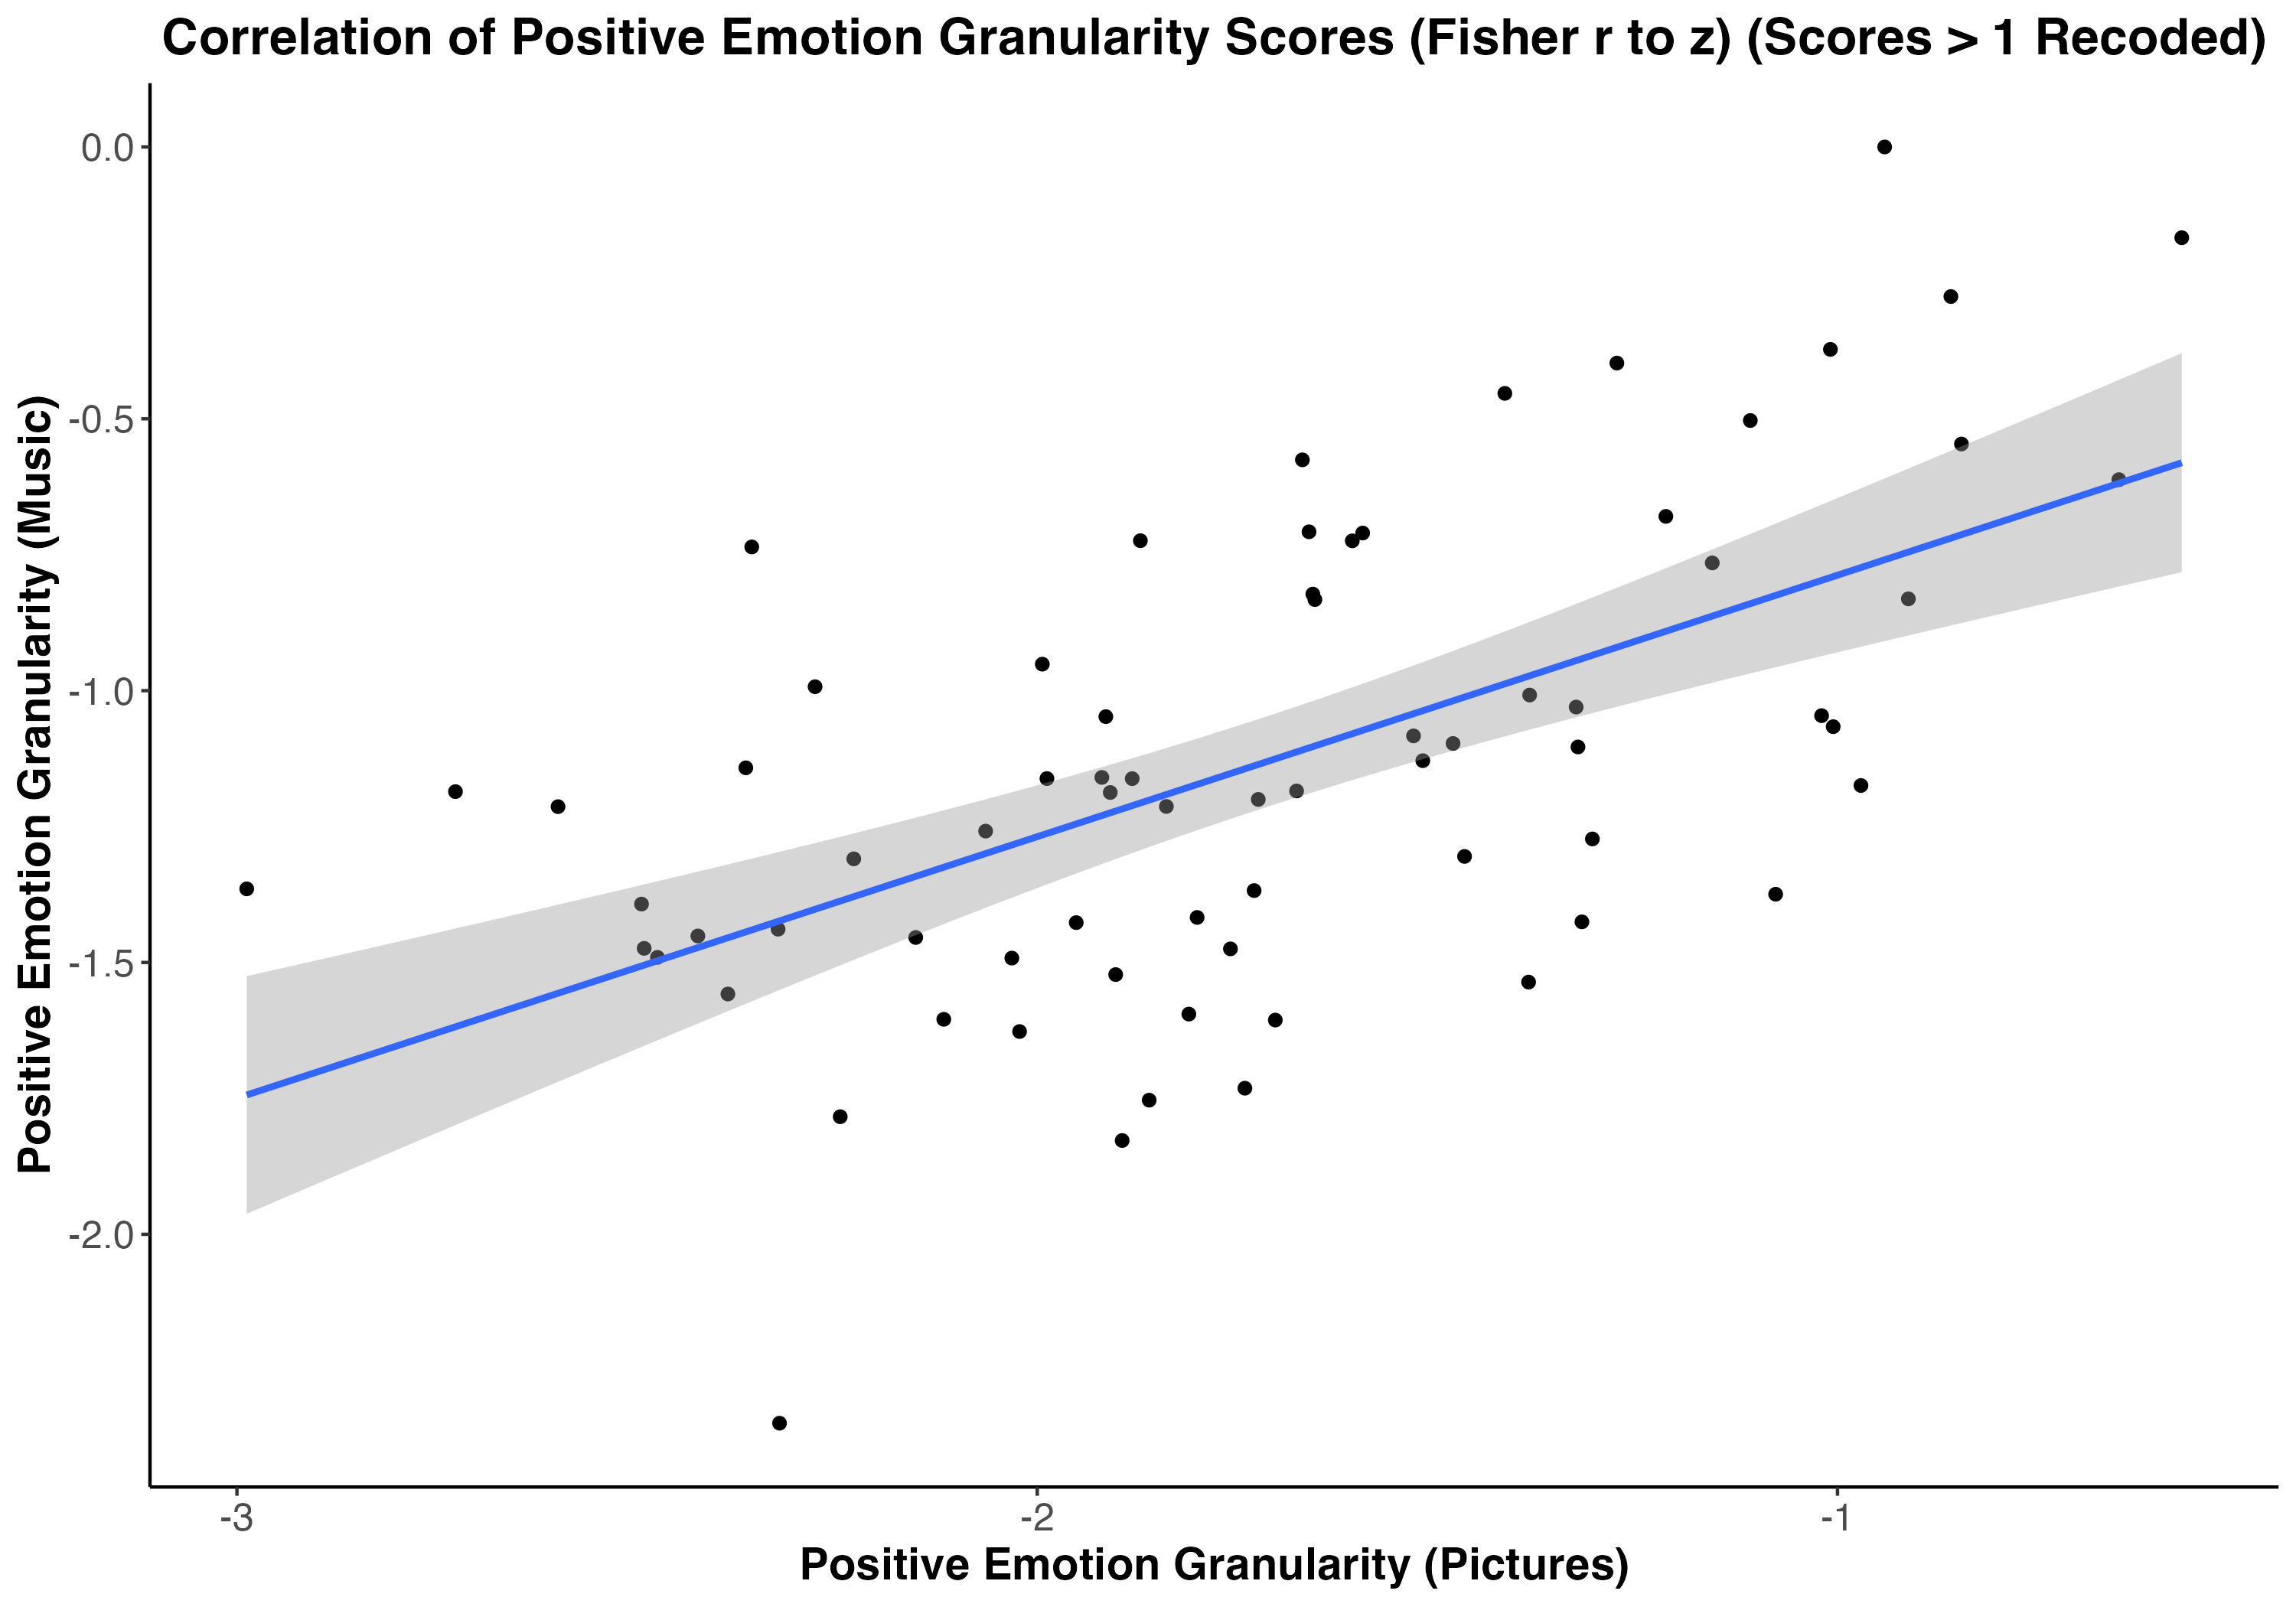 Correlation of Positive Emotion Granularity Scores (Fisher r to z) (Scores > 1 Recoded)
Positive Emotion Granularity (Music)
0.0
-0.5
-1.0
-1.5
-2.0
-3
-2
-1
Positive Emotion Granularity (Pictures)